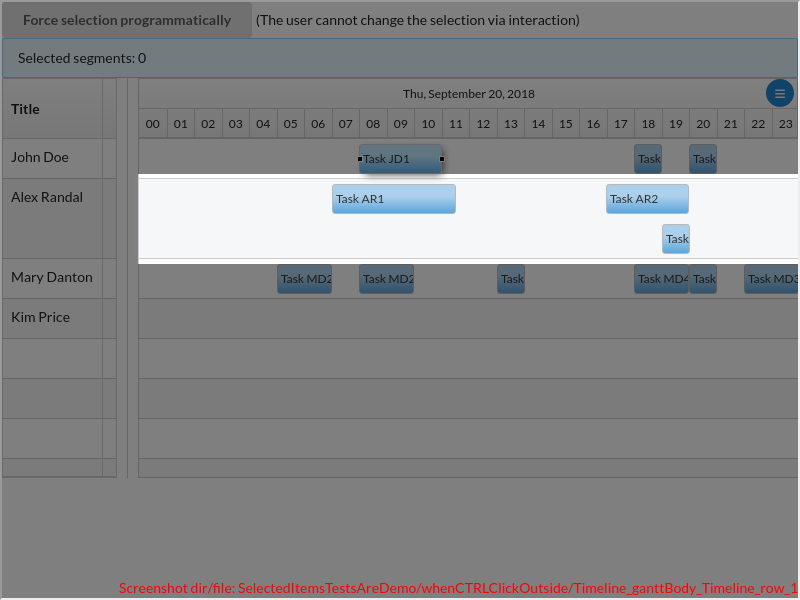 Force selection programmatically (The user cannot change the selection via interaction)
Selected segments: 0
Title
Thu, September 20, 2018
00 01 02 03 04 05 06 07 08 09 10 11 12 13 14 15 16 17 18 19 20 21 22 23
John Doe Task JD1 Task Task
Alex Randal Task AR1 Task AR2
Task
Mary Danton Task MD2 Task MD2 Task Task MD4 Task Task MD3
Kim Price
Screenshot dir/file: SelectedItemsTestsAreDemo/whenCTRLClickOutside/Timeline_ganttBody_Timeline_row_1